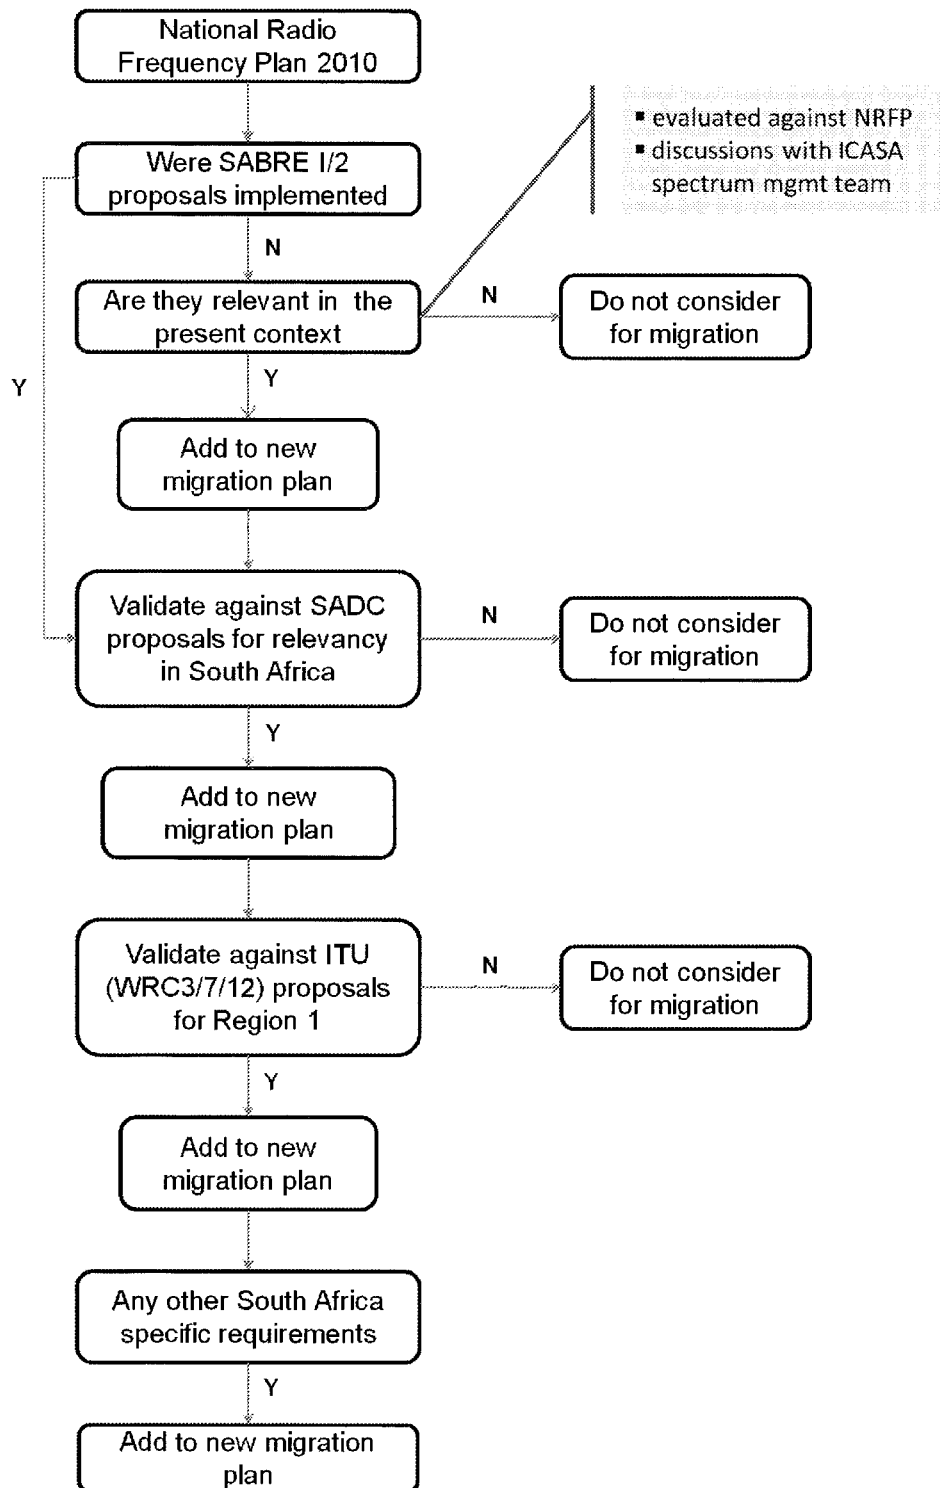 National Radio
Frequency Plan 2010
▪ evaluated against NRFP
▪ discussions with ICASA
spectrum mgmt team
Were SABRE I/2
proposals implemented
N
Are they relevant in the
present context
N
Do not consider
for migration
Y
Y
Add to new
migration plan
Validate against SADC
proposals for relevancy
in South Africa
N
Do not consider
for migration
Y
Add to new
migration plan
Validate against ITU
(WRC3/7/12) proposals
for Region 1
N
Do not consider
for migration
Y
Add to new
migration plan
Any other South Africa
specific requirements
Y
Add to new migration
plan